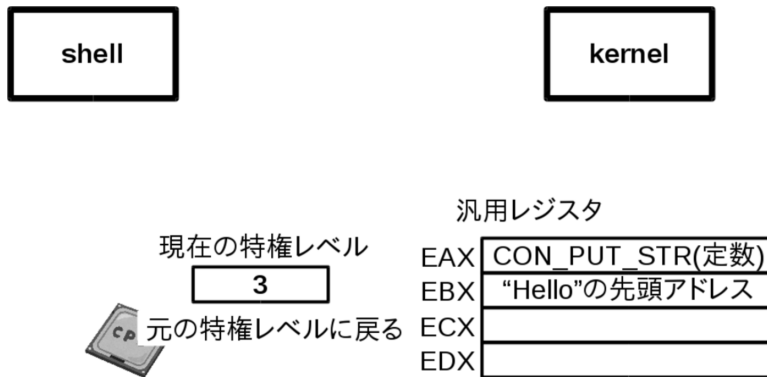 shell
kernel
汎用レジスタ
現在の特権レベル
3
元の特権レベルに戻る
EAX CON_PUT_STR(定数)
EBX “Hello”の先頭アドレス
ECX
EDX
CP